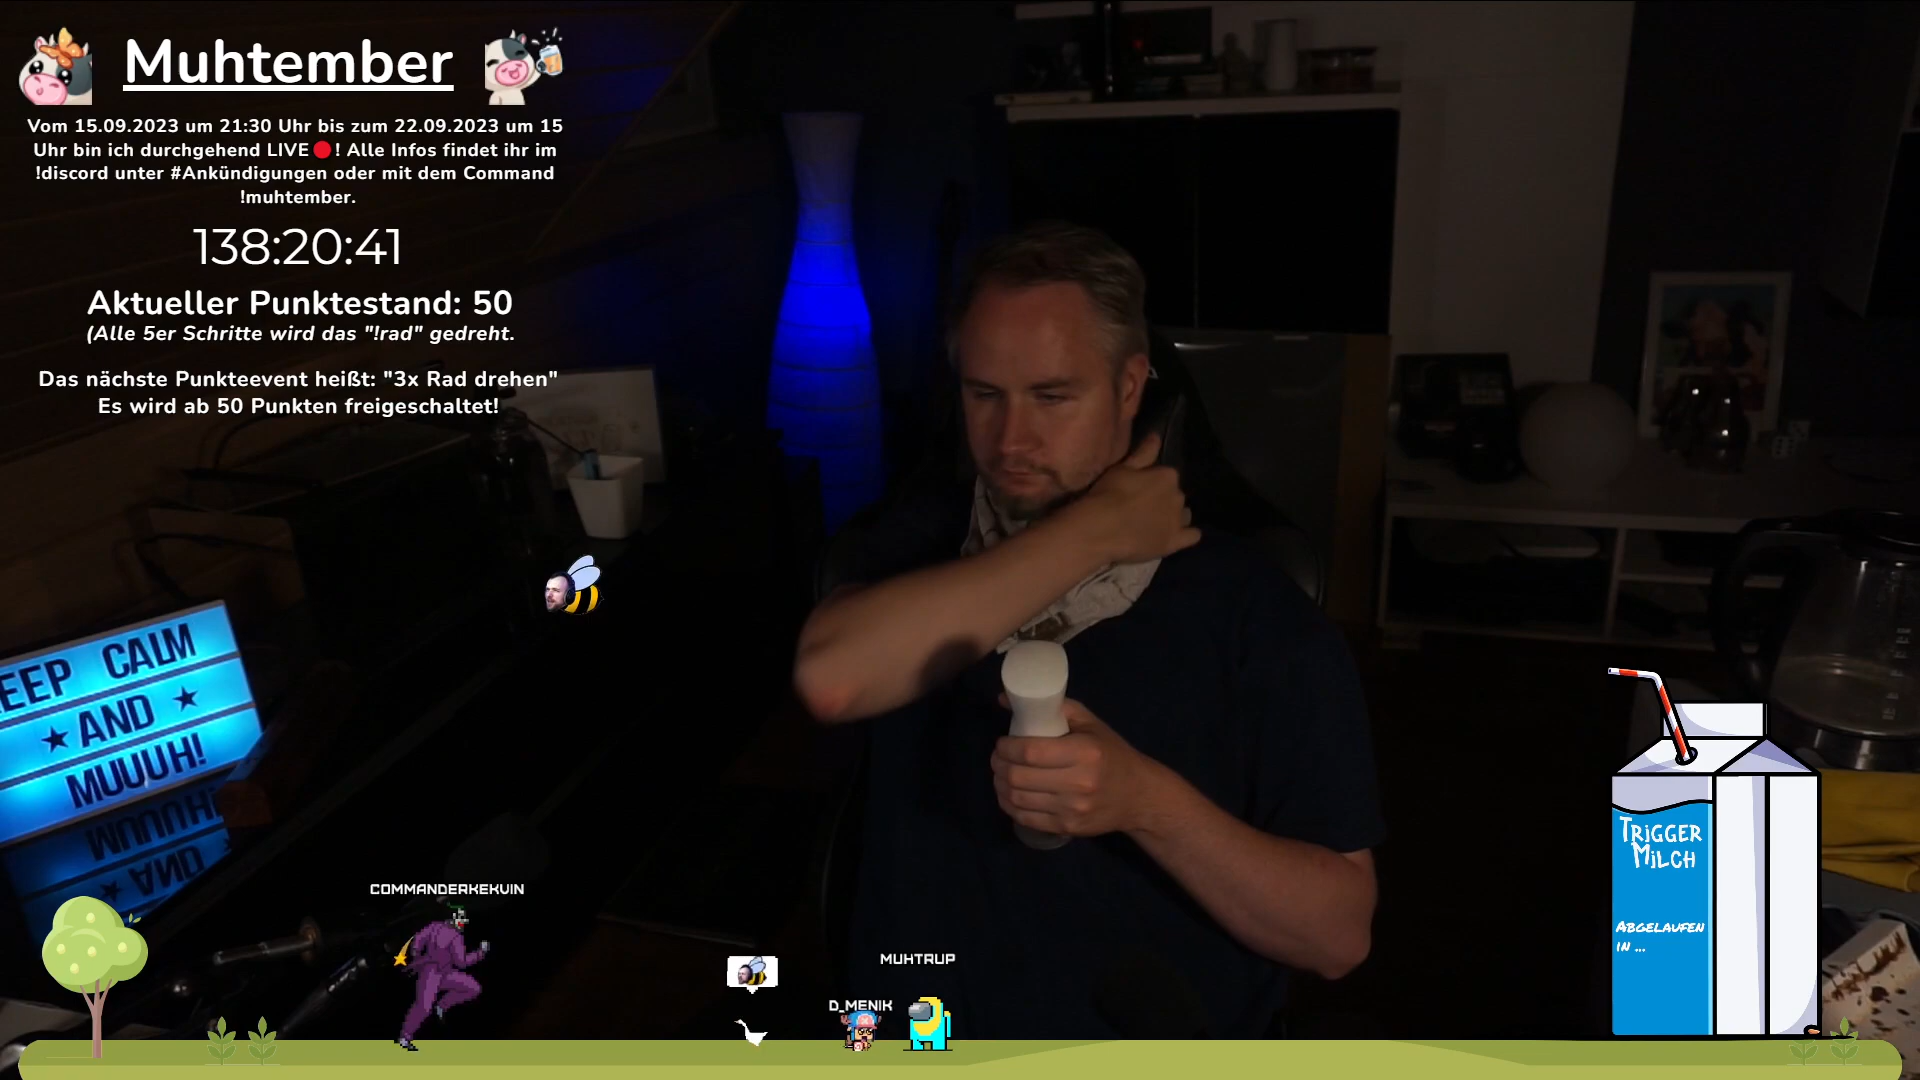 Muhtember
Vom 15.09.2023 um 21:30 Uhr bis zum 22.09.2023 um 15
Uhr bin ich durchgehend LIVE🔴! Alle Infos findet ihr im
!discord unter #Ankündigungen oder mit dem Command
!muhtember.
138:20:41
Aktueller Punktestand: 50
(Alle 5er Schritte wird das "!rad" gedreht.
Das nächste Punkteevent heißt: "3x Rad drehen"
Es wird ab 50 Punkten freigeschaltet!
EEP CALM
★ AND ★
MUUUH!
TRiGGER
MiLCH
ABGELAUFEN
IN ...
COMMANDERKEKVIN
MUHTRUP
D_MENIK